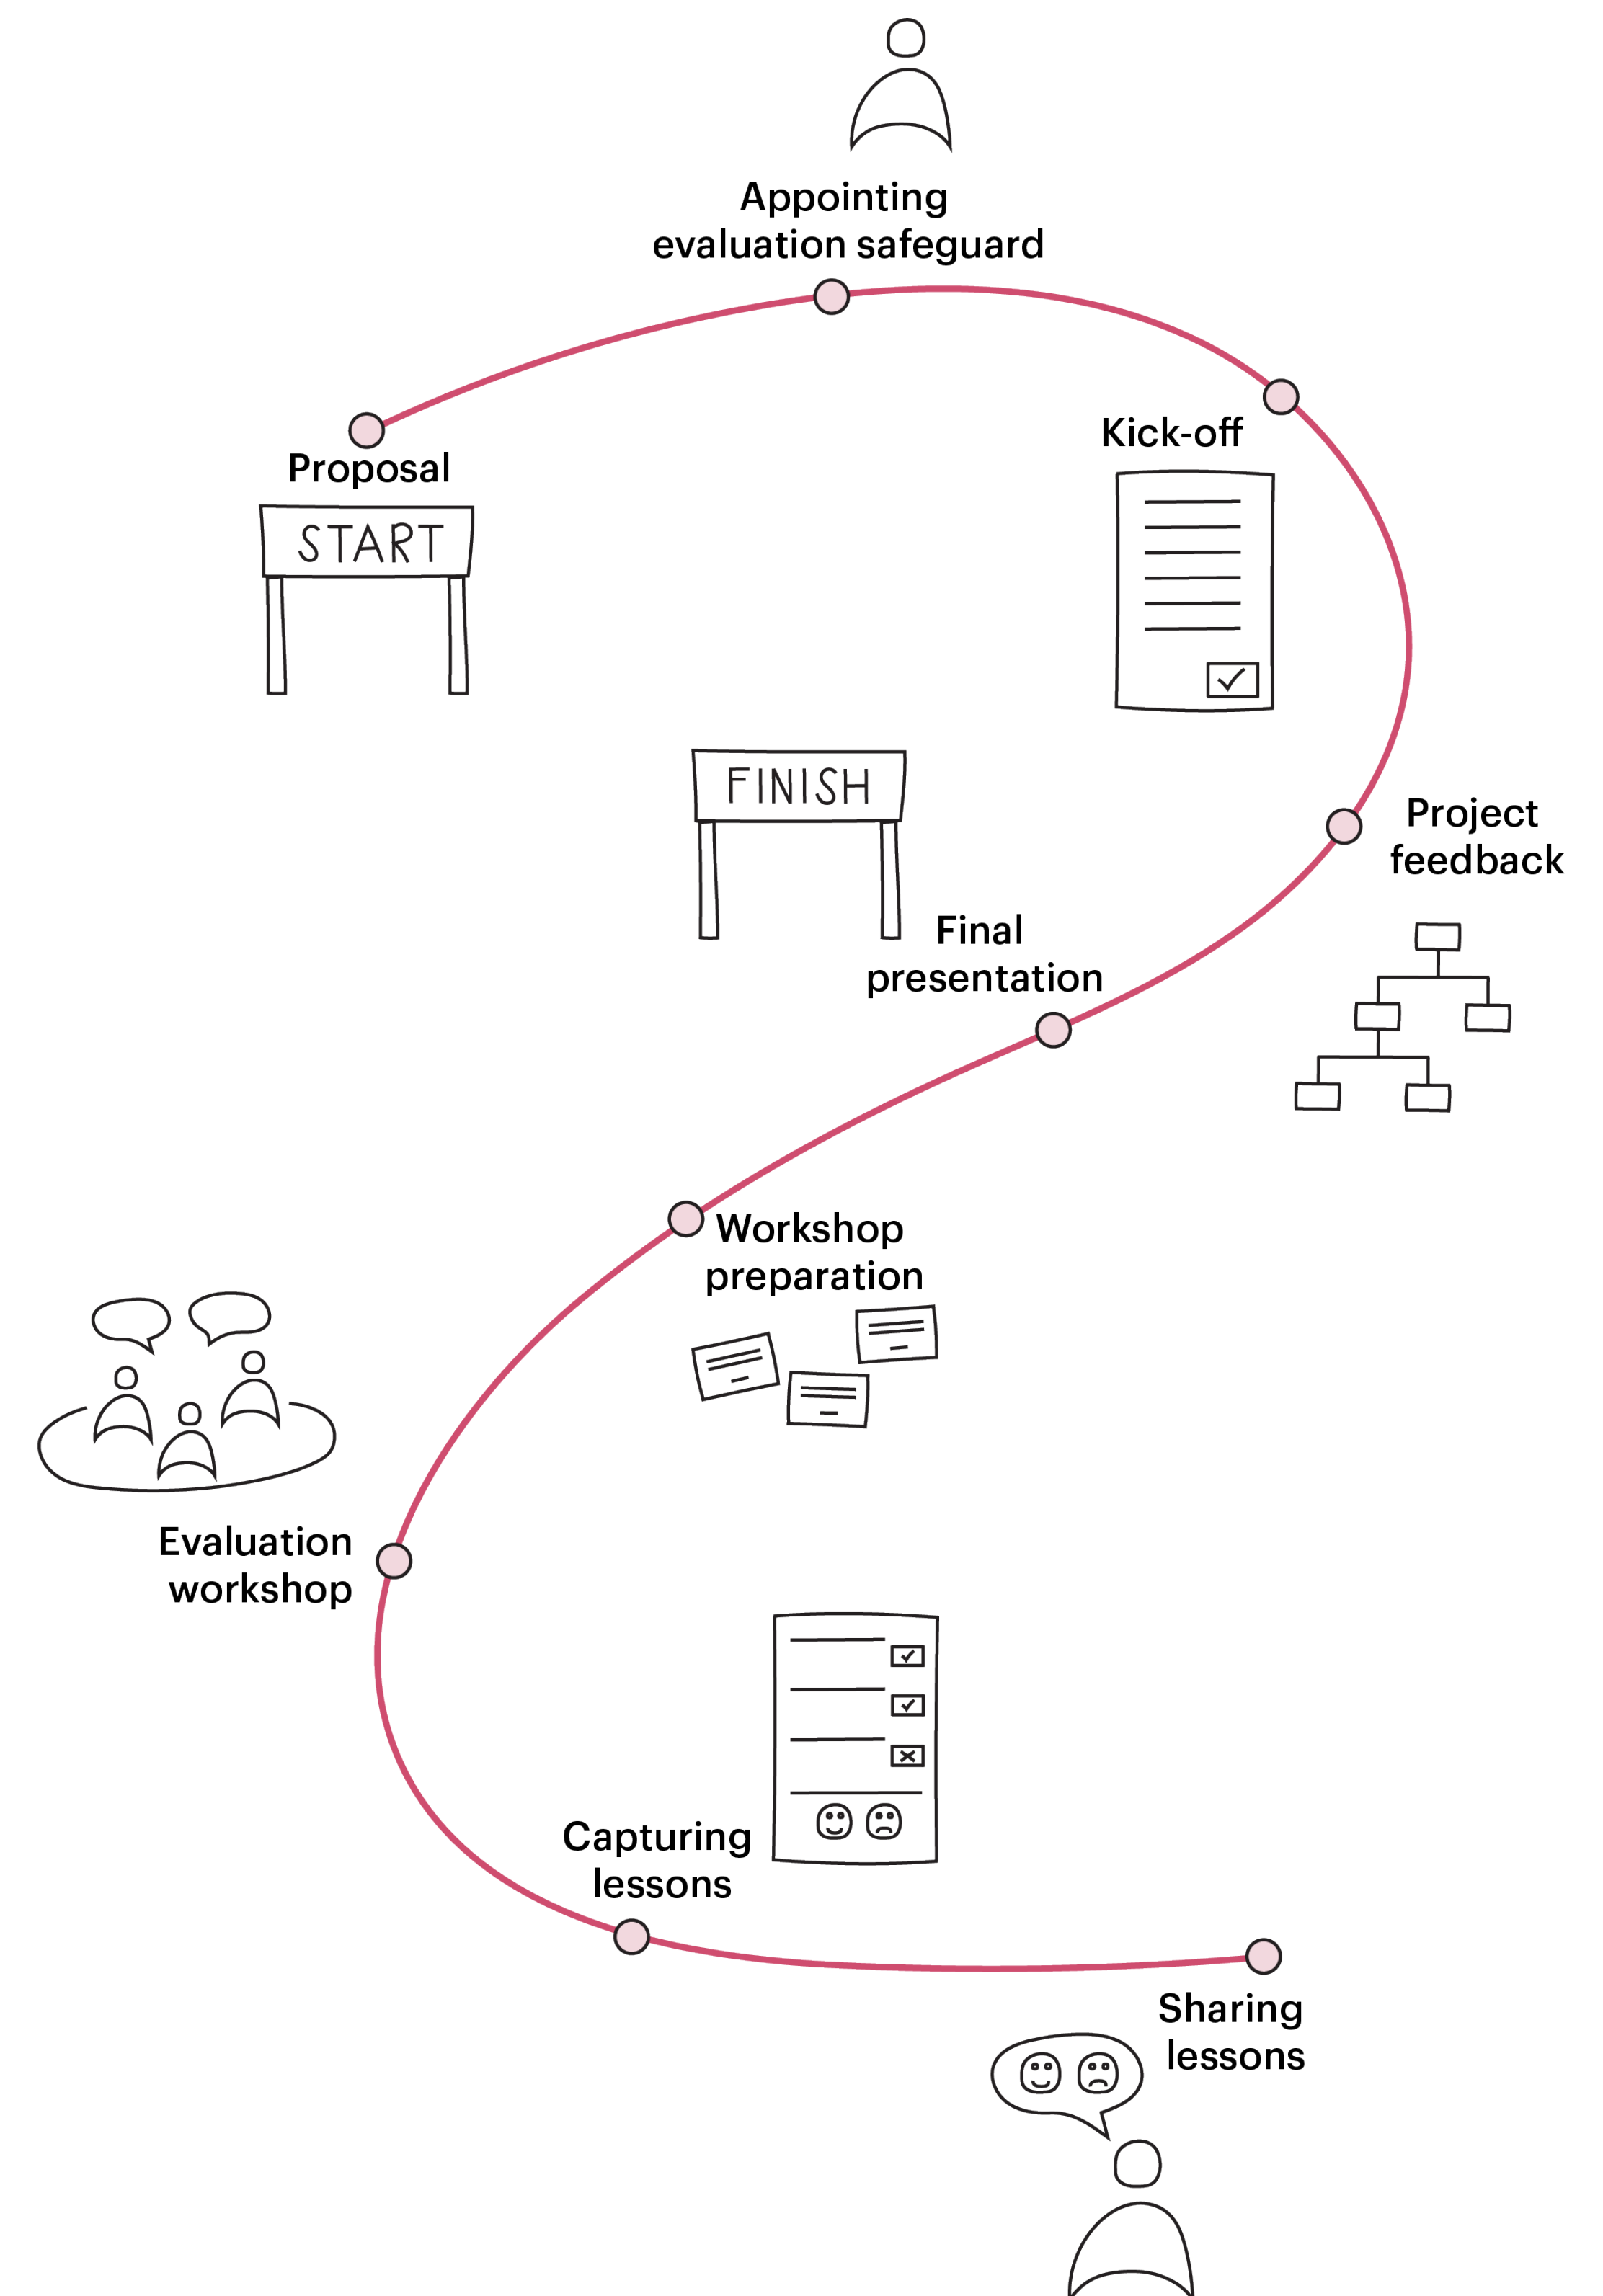 Appointing
evaluation safeguard
Proposal
START
Kick-off
FINISH
Project
feedback
Final
presentation
Workshop
preparation
Evaluation
workshop
Capturing
lessons
Sharing
lessons